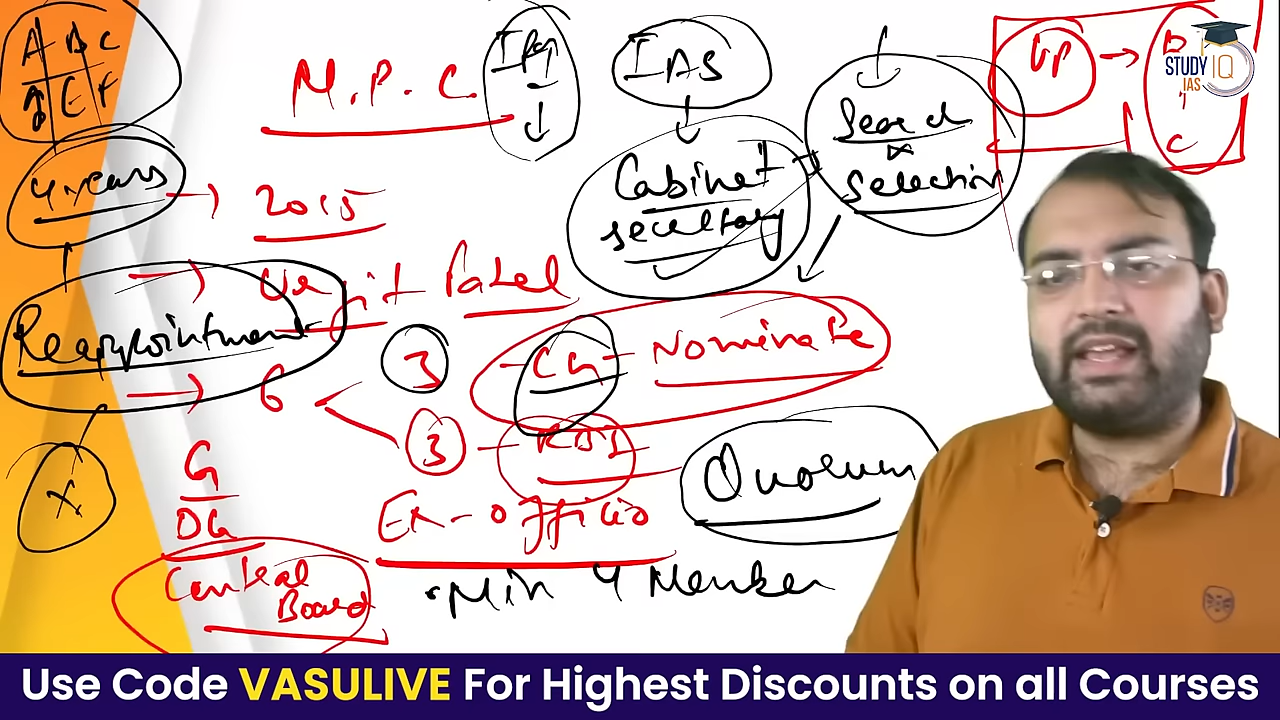 A B C
E F
M.P.C.
IAS
Search
&
Selection
UP → D
C
STUDY IQ
IAS
4 years → 2015
Cabinet
secretary
→ Urjit Patel
Reappointment
→ 6
3 - CG - Nominate
3 - RBI
X
G
DG
Central
Board
Ex-officio
Quorum
• Min 4 Member
Use Code VASULIVE For Highest Discounts on all Courses